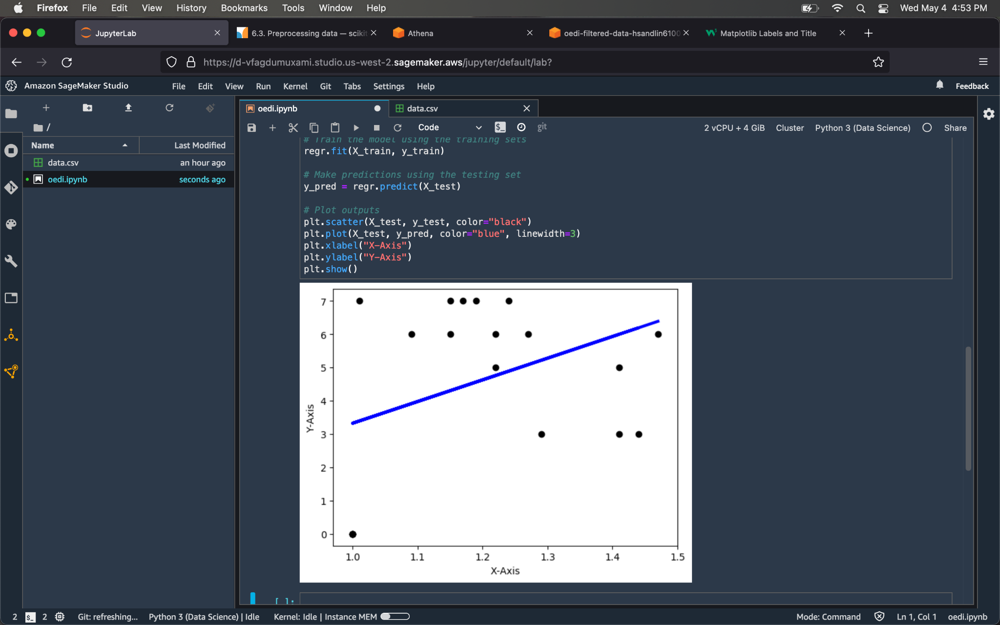 Firefox File Edit View History Bookmarks Tools Window Help Wed May 4 4:53 PM
JupyterLab 6.3. Preprocessing data — scikit Athena oedi-filtered-data-hsandlin6100 Matplotlib Labels and Title
https://d-vfagdumuxami.studio.us-west-2.sagemaker.aws/jupyter/default/lab?
Amazon SageMaker Studio File Edit View Run Kernel Git Tabs Settings Help Feedback
oedi.ipynb data.csv
/
Code $_ git 2 vCPU + 4 GiB Cluster Python 3 (Data Science) Share
Name Last Modified
data.csv an hour ago
oedi.ipynb seconds ago
# Train the model using the training sets
regr.fit(X_train, y_train)
# Make predictions using the testing set
y_pred = regr.predict(X_test)
# Plot outputs
plt.scatter(X_test, y_test, color="black")
plt.plot(X_test, y_pred, color="blue", linewidth=3)
plt.xlabel("X-Axis")
plt.ylabel("Y-Axis")
plt.show()
7
6
5
4
3
2
1
0
Y-Axis
1.0 1.1 1.2 1.3 1.4 1.5
X-Axis
[ ]:
2 $_ 2 Git: refreshing... Python 3 (Data Science) | Idle Kernel: Idle | Instance MEM Mode: Command Ln 1, Col 1 oedi.ipynb